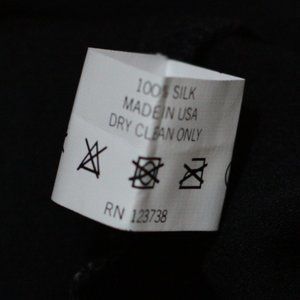 100% SILK
MADE IN USA
DRY CLEAN ONLY
RN 123738